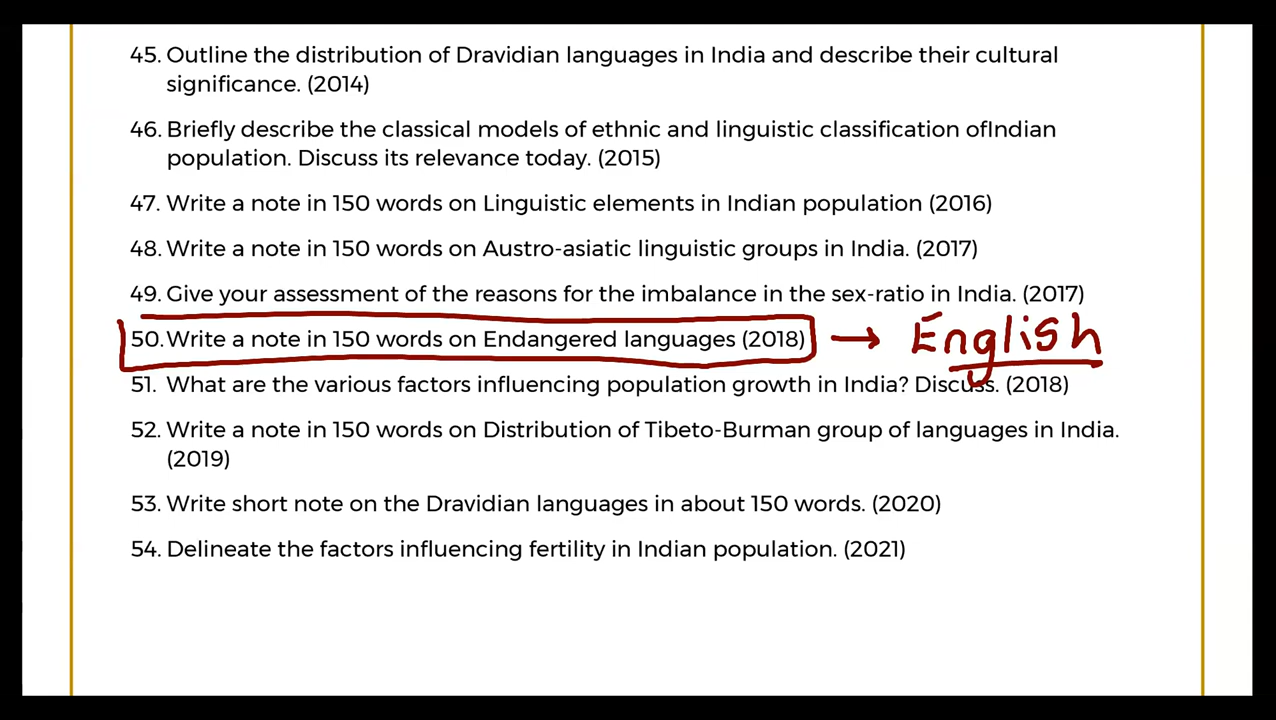 45. Outline the distribution of Dravidian languages in India and describe their cultural
significance. (2014)
46. Briefly describe the classical models of ethnic and linguistic classification ofIndian
population. Discuss its relevance today. (2015)
47. Write a note in 150 words on Linguistic elements in Indian population (2016)
48. Write a note in 150 words on Austro-asiatic linguistic groups in India. (2017)
49. Give your assessment of the reasons for the imbalance in the sex-ratio in India. (2017)
50.Write a note in 150 words on Endangered languages (2018) → English
51. What are the various factors influencing population growth in India? Discuss. (2018)
52. Write a note in 150 words on Distribution of Tibeto-Burman group of languages in India.
(2019)
53. Write short note on the Dravidian languages in about 150 words. (2020)
54. Delineate the factors influencing fertility in Indian population. (2021)